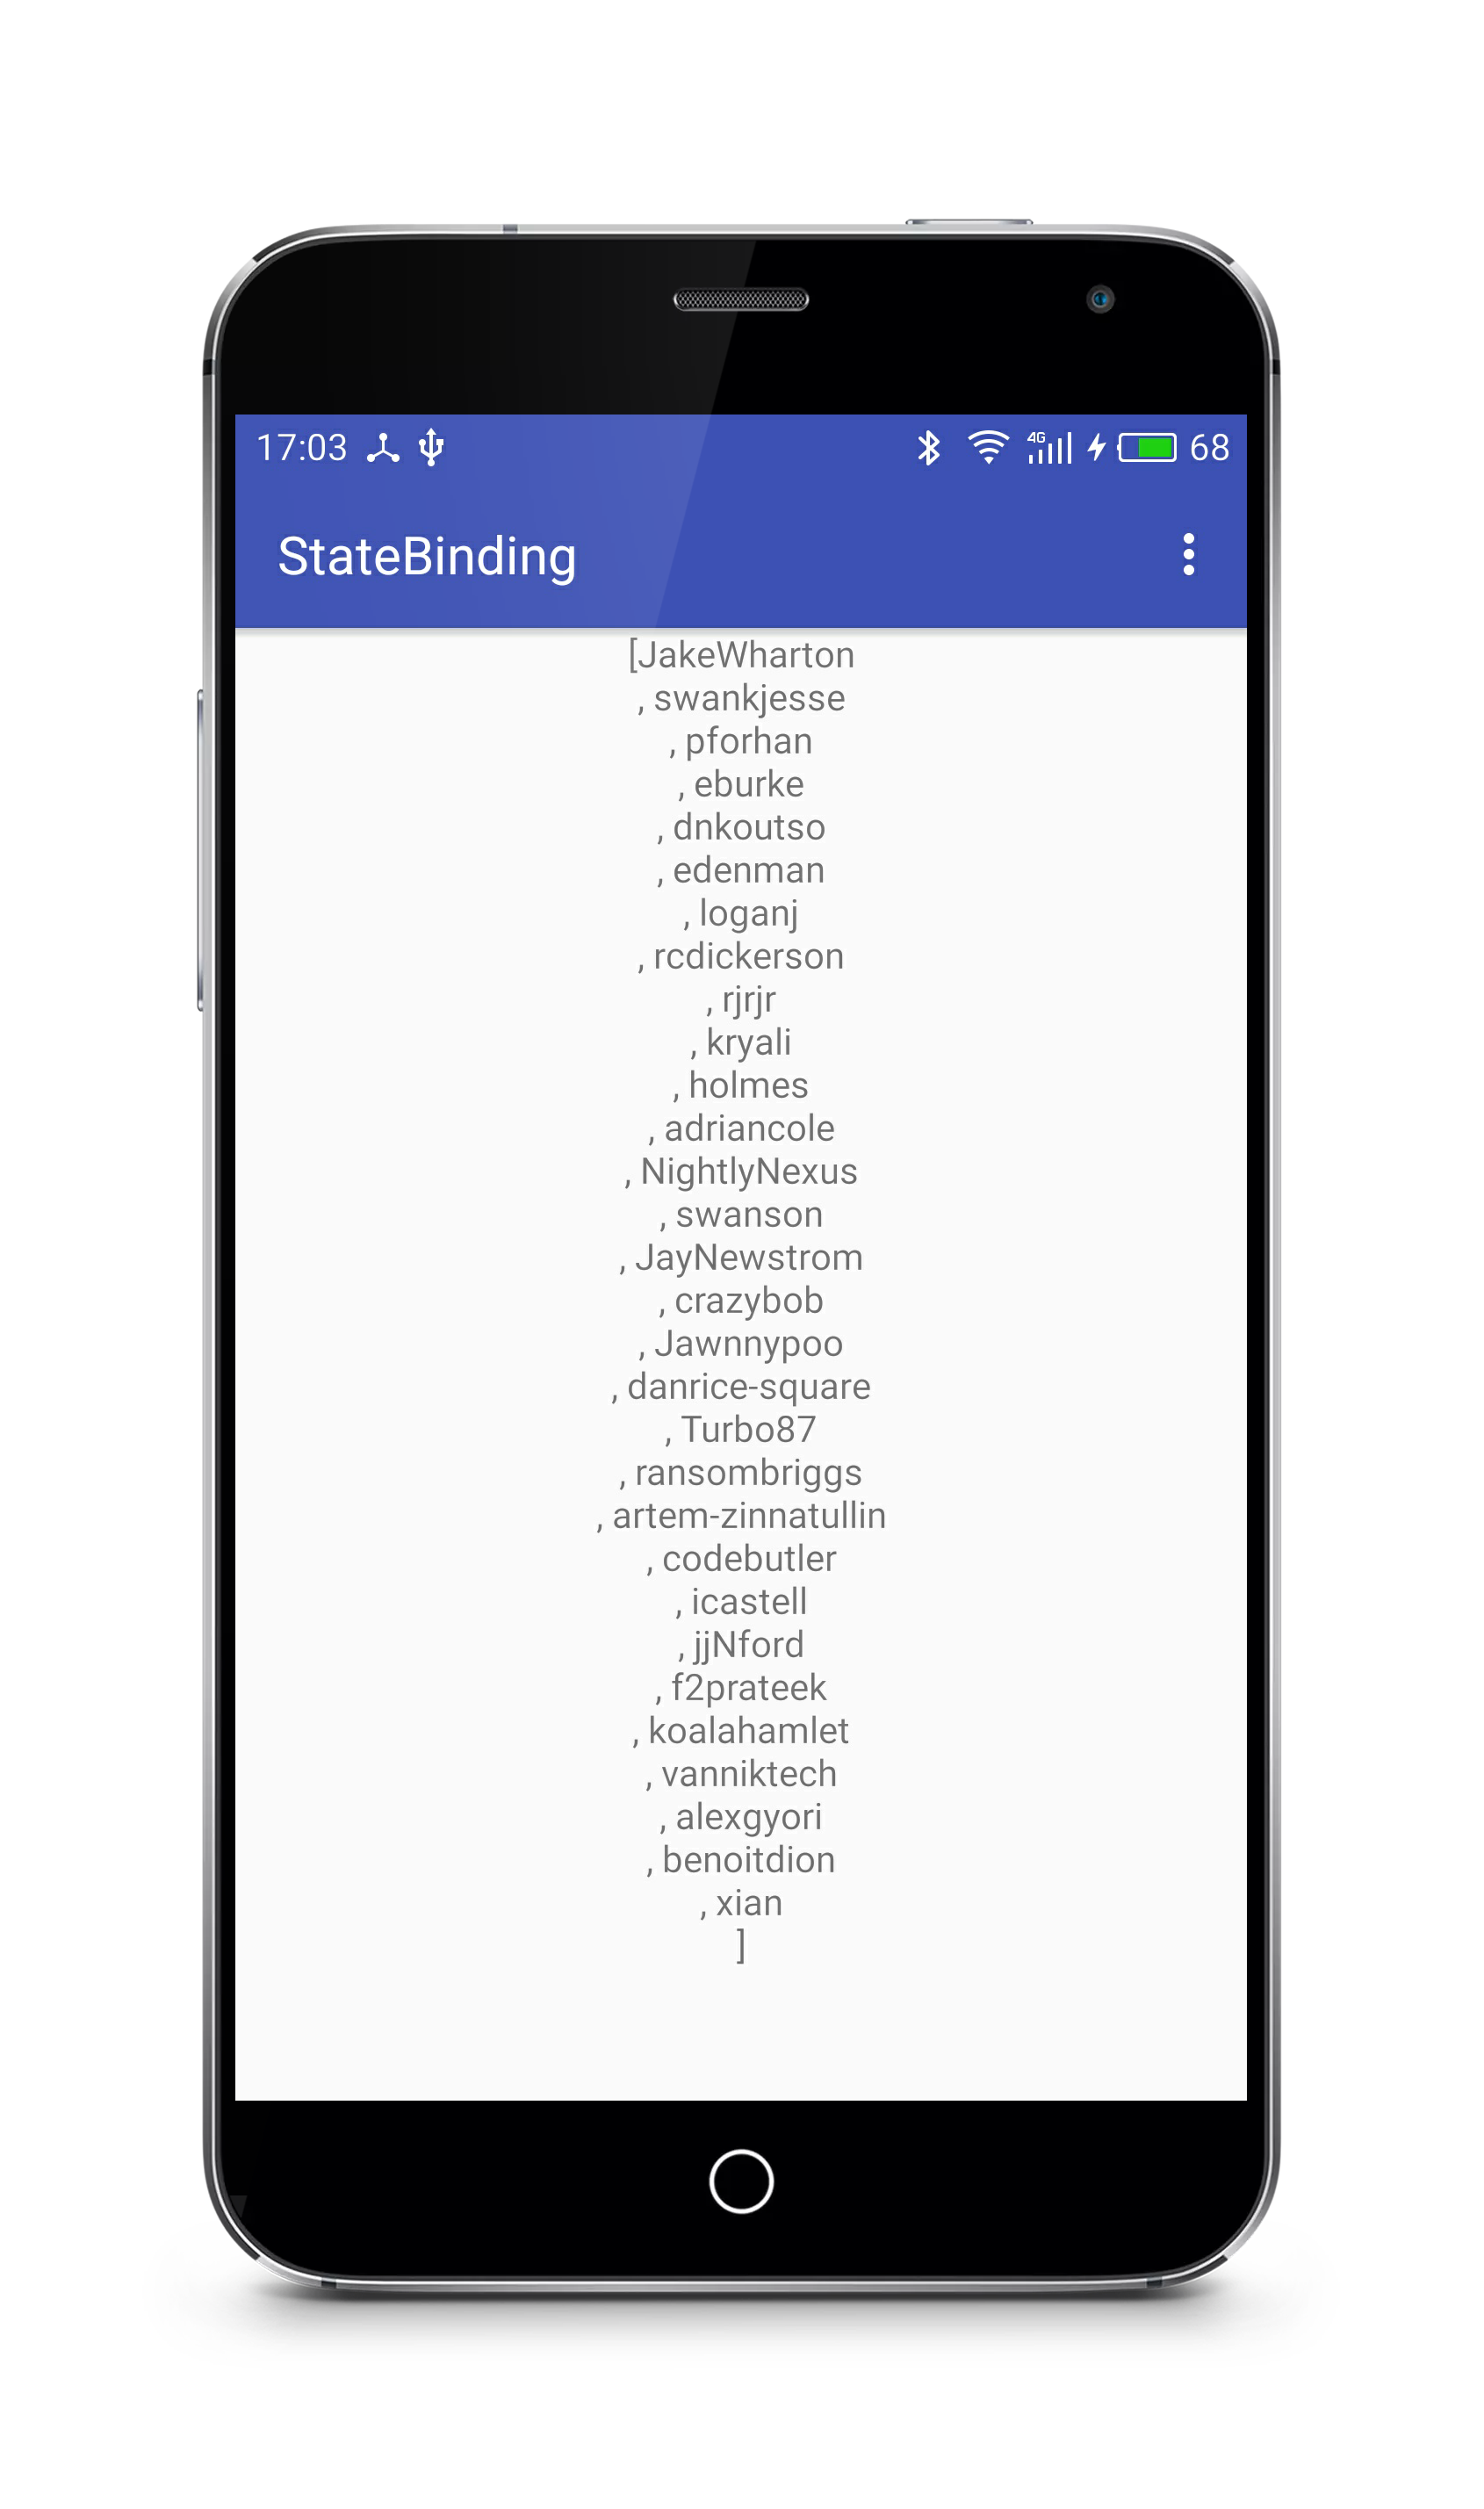 17:03 4G 68
StateBinding
[JakeWharton
, swankjesse
, pforhan
, eburke
, dnkoutso
, edenman
, loganj
, rcdickerson
, rjrjr
, kryali
, holmes
, adriancole
, NightlyNexus
, swanson
, JayNewstrom
, crazybob
, Jawnnypoo
, danrice-square
, Turbo87
, ransombriggs
, artem-zinnatullin
, codebutler
, icastell
, jjNford
, f2prateek
, koalahamlet
, vanniktech
, alexgyori
, benoitdion
, xian
]